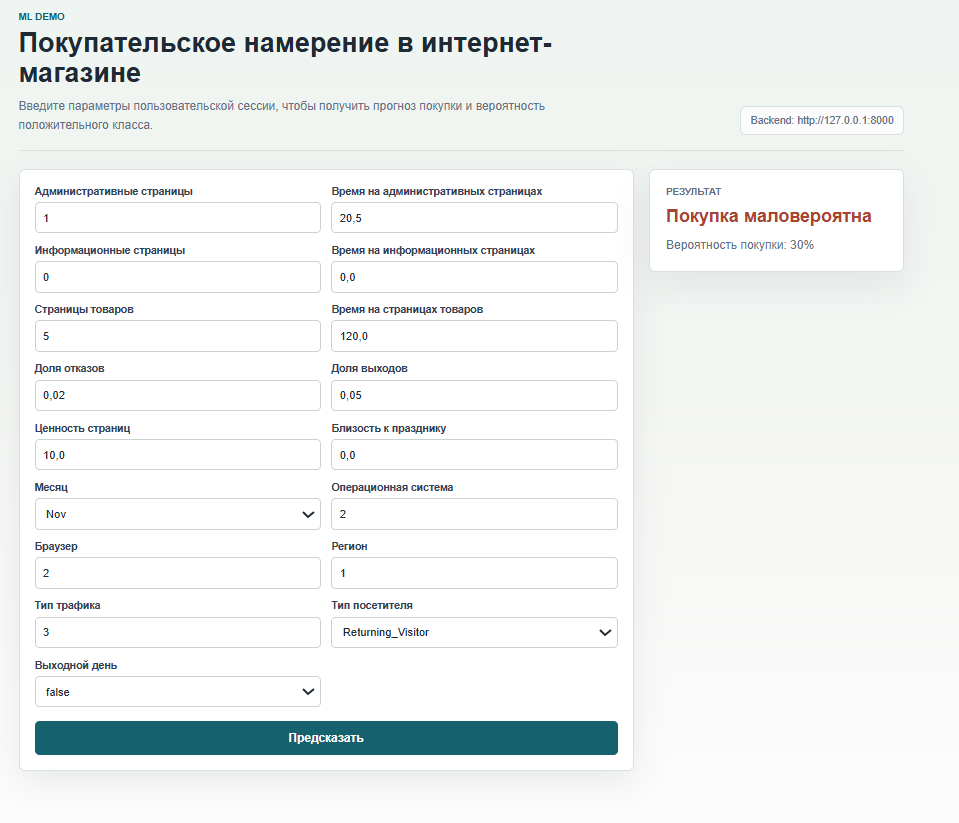 ML DEMO
Покупательское намерение в интернет-
магазине
Введите параметры пользовательской сессии, чтобы получить прогноз покупки и вероятность
положительного класса.
Backend: http://127.0.0.1:8000
Административные страницы
1
Время на административных страницах
20,5
Информационные страницы
0
Время на информационных страницах
0,0
Страницы товаров
5
Время на страницах товаров
120,0
Доля отказов
0,02
Доля выходов
0,05
Ценность страниц
10,0
Близость к празднику
0,0
Месяц
Nov
Операционная система
2
Браузер
2
Регион
1
Тип трафика
3
Тип посетителя
Returning_Visitor
Выходной день
false
Предсказать
РЕЗУЛЬТАТ
Покупка маловероятна
Вероятность покупки: 30%